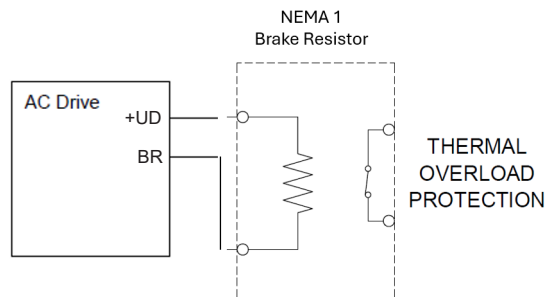 NEMA 1
Brake Resistor
AC Drive
+UD
BR
THERMAL
OVERLOAD
PROTECTION